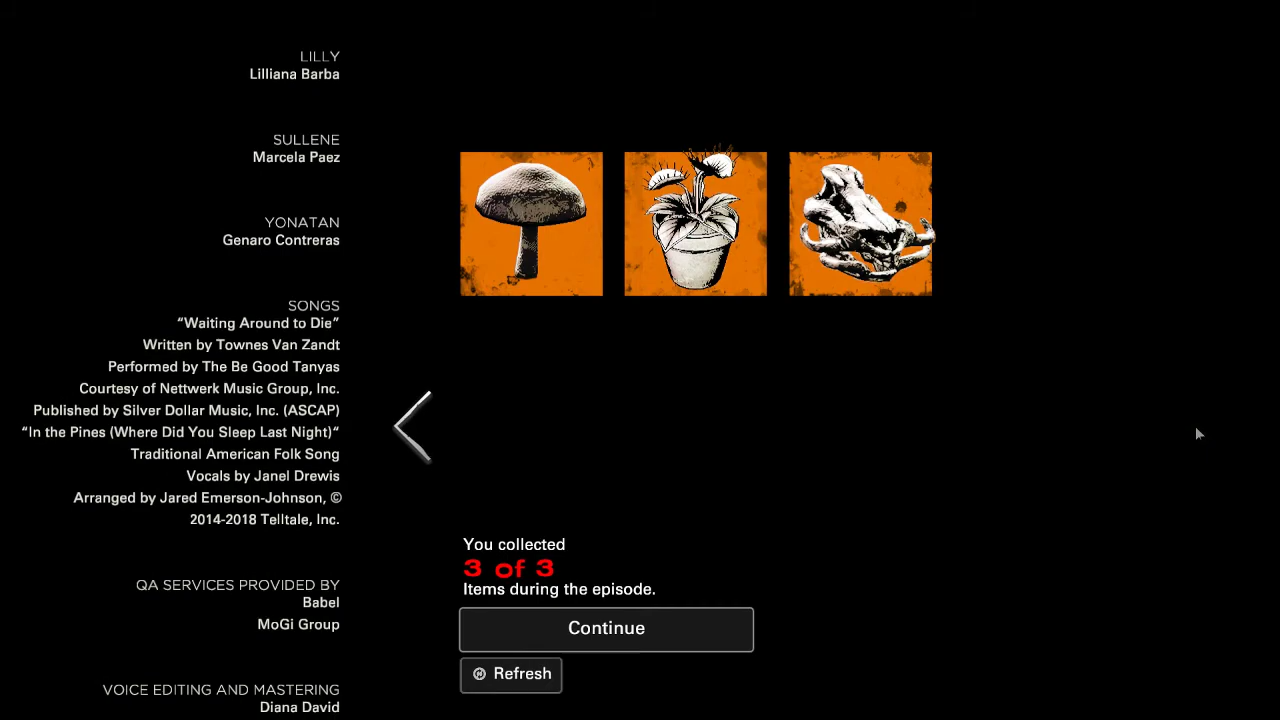 LILLY
Lilliana Barba
SULLENE
Marcela Paez
YONATAN
Genaro Contreras
SONGS
“Waiting Around to Die”
Written by Townes Van Zandt
Performed by The Be Good Tanyas
Courtesy of Nettwerk Music Group, Inc.
Published by Silver Dollar Music, Inc. (ASCAP)
“In the Pines (Where Did You Sleep Last Night)“
Traditional American Folk Song
Vocals by Janel Drewis
Arranged by Jared Emerson-Johnson, ©
2014-2018 Telltale, Inc.
QA SERVICES PROVIDED BY
Babel
MoGi Group
VOICE EDITING AND MASTERING
Diana David
You collected
3 of 3
Items during the episode.
Continue
Refresh